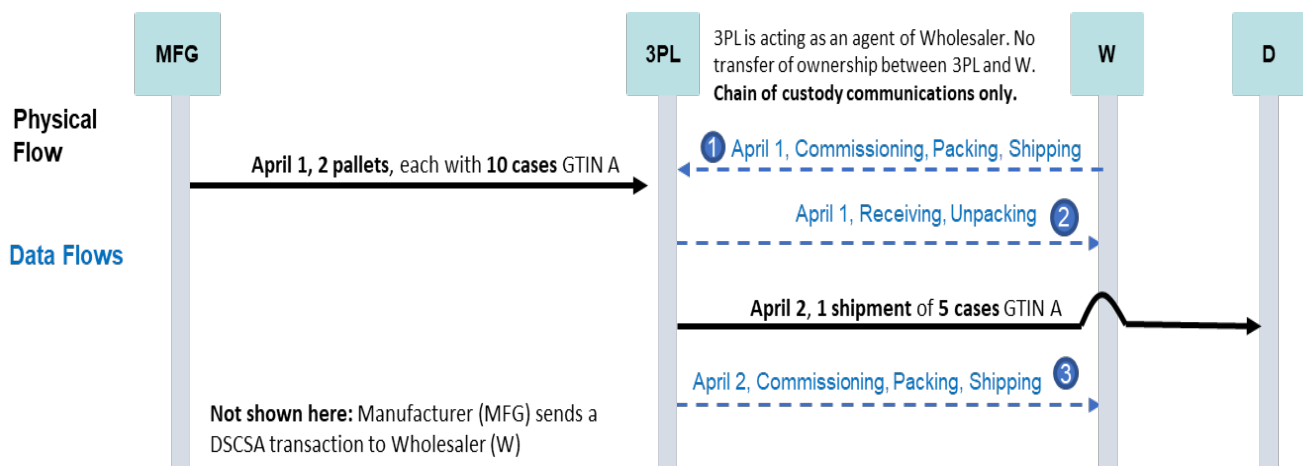 MFG
3PL
3PL is acting as an agent of Wholesaler. No
transfer of ownership between 3PL and W.
Chain of custody communications only.
W
D
Physical
Flow
1 April 1, Commissioning, Packing, Shipping
April 1, 2 pallets, each with 10 cases GTIN A
April 1, Receiving, Unpacking 2
Data Flows
April 2, 1 shipment of 5 cases GTIN A
April 2, Commissioning, Packing, Shipping 3
Not shown here: Manufacturer (MFG) sends a
DSCSA transaction to Wholesaler (W)